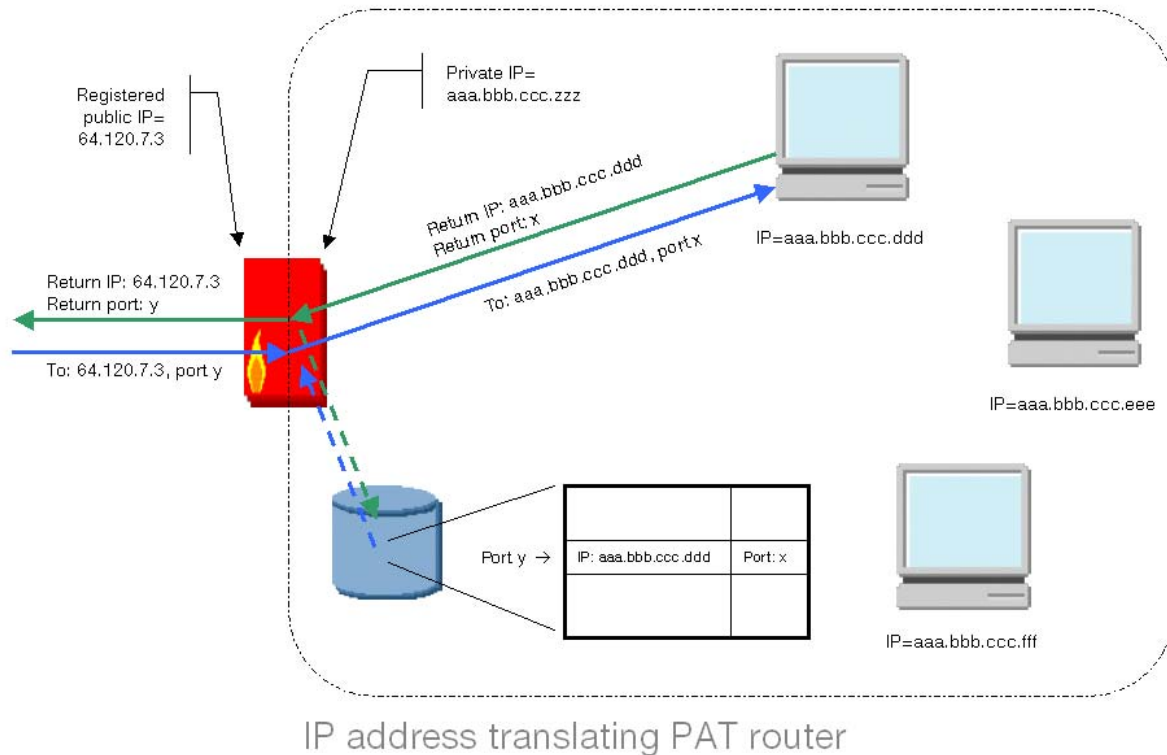 Registered
public IP=
64.120.7.3
Private IP=
aaa.bbb.ccc.zzz
Return IP: aaa.bbb.ccc.ddd
Return port: x
To: aaa.bbb.ccc.ddd, port x
IP=aaa.bbb.ccc.ddd
Return IP: 64.120.7.3
Return port: y
To: 64.120.7.3, port y
IP=aaa.bbb.ccc.eee
Port y → IP: aaa.bbb.ccc.ddd Port: x
IP=aaa.bbb.ccc.fff
IP address translating PAT router